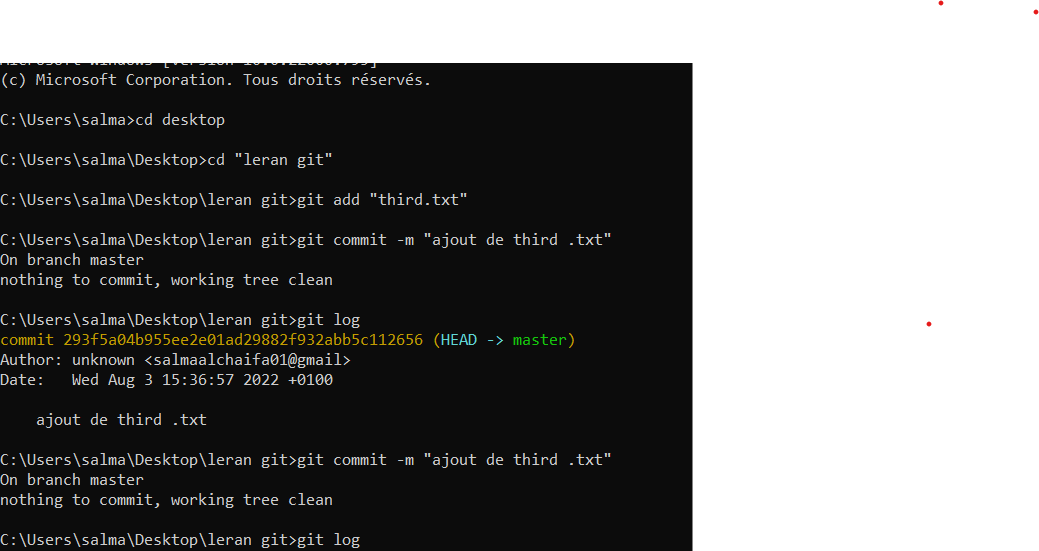 (c) Microsoft Corporation. Tous droits réservés.
C:\Users\salma>cd desktop
C:\Users\salma\Desktop>cd "leran git"
C:\Users\salma\Desktop\leran git>git add "third.txt"
C:\Users\salma\Desktop\leran git>git commit -m "ajout de third .txt"
On branch master
nothing to commit, working tree clean
C:\Users\salma\Desktop\leran git>git log
commit 293f5a04b955ee2e01ad29882f932abb5c112656 (HEAD -> master)
Author: unknown <salmaalchaifa01@gmail>
Date:   Wed Aug 3 15:36:57 2022 +0100
    ajout de third .txt
C:\Users\salma\Desktop\leran git>git commit -m "ajout de third .txt"
On branch master
nothing to commit, working tree clean
C:\Users\salma\Desktop\leran git>git log